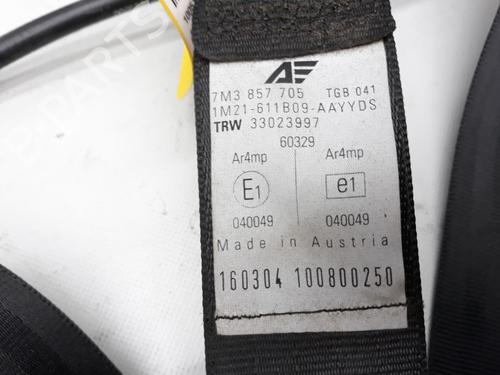 7M3 857 705 TGB 041
1M21-611B09-AAYYDS
TRW 33023997
60329
Ar4mp Ar4mp
E1 e1
040049 040049
Made in Austria
160304 100800250